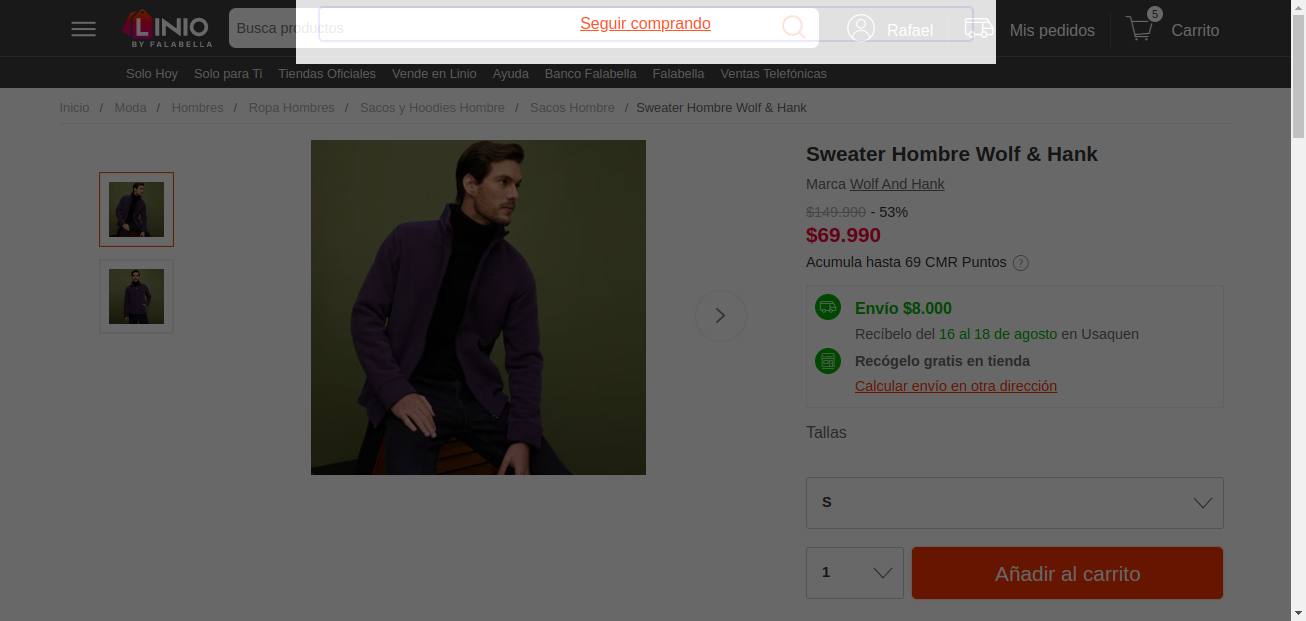 LINIO
BY FALABELLA
Busca productos
Seguir comprando
Rafael
Mis pedidos
5
Carrito
Solo Hoy
Solo para Ti
Tiendas Oficiales
Vende en Linio
Ayuda
Banco Falabella
Falabella
Ventas Telefónicas
Inicio / Moda / Hombres / Ropa Hombres / Sacos y Hoodies Hombre / Sacos Hombre / Sweater Hombre Wolf & Hank
Sweater Hombre Wolf & Hank
Marca Wolf And Hank
$149.990 - 53%
$69.990
Acumula hasta 69 CMR Puntos ?
Envío $8.000
Recíbelo del 16 al 18 de agosto en Usaquen
Recógelo gratis en tienda
Calcular envío en otra dirección
Tallas
S
1
Añadir al carrito